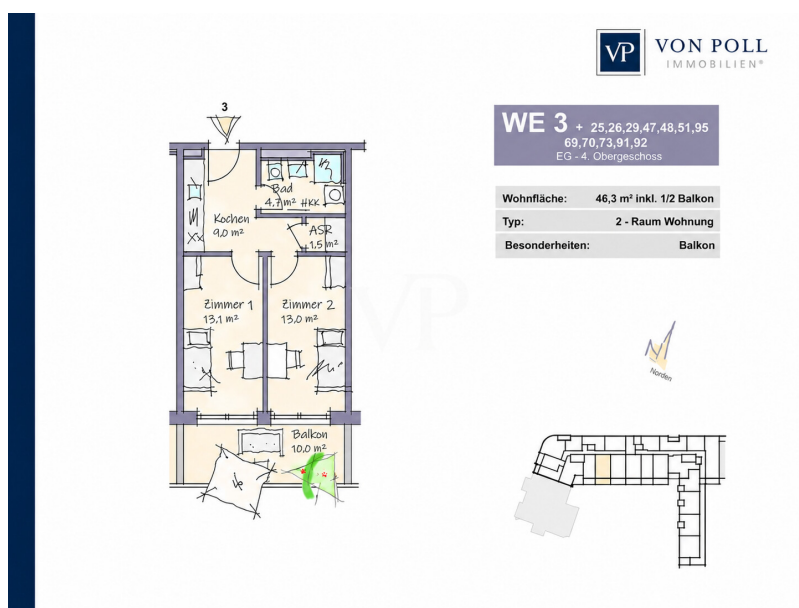 VP VON POLL
IMMOBILIEN®
3
WE 3 + 25,26,29,47,48,51,95
69,70,73,91,92
EG - 4. Obergeschoss
Wohnfläche: 46,3 m² inkl. 1/2 Balkon
Typ: 2 - Raum Wohnung
Besonderheiten: Balkon
Bad
4.7 m² HKK
Kochen
9,0 m²
ASR
1,5 m²
Zimmer 1
13,1 m²
Zimmer 2
13,0 m²
VP
Balkon
10,0 m²
Norden